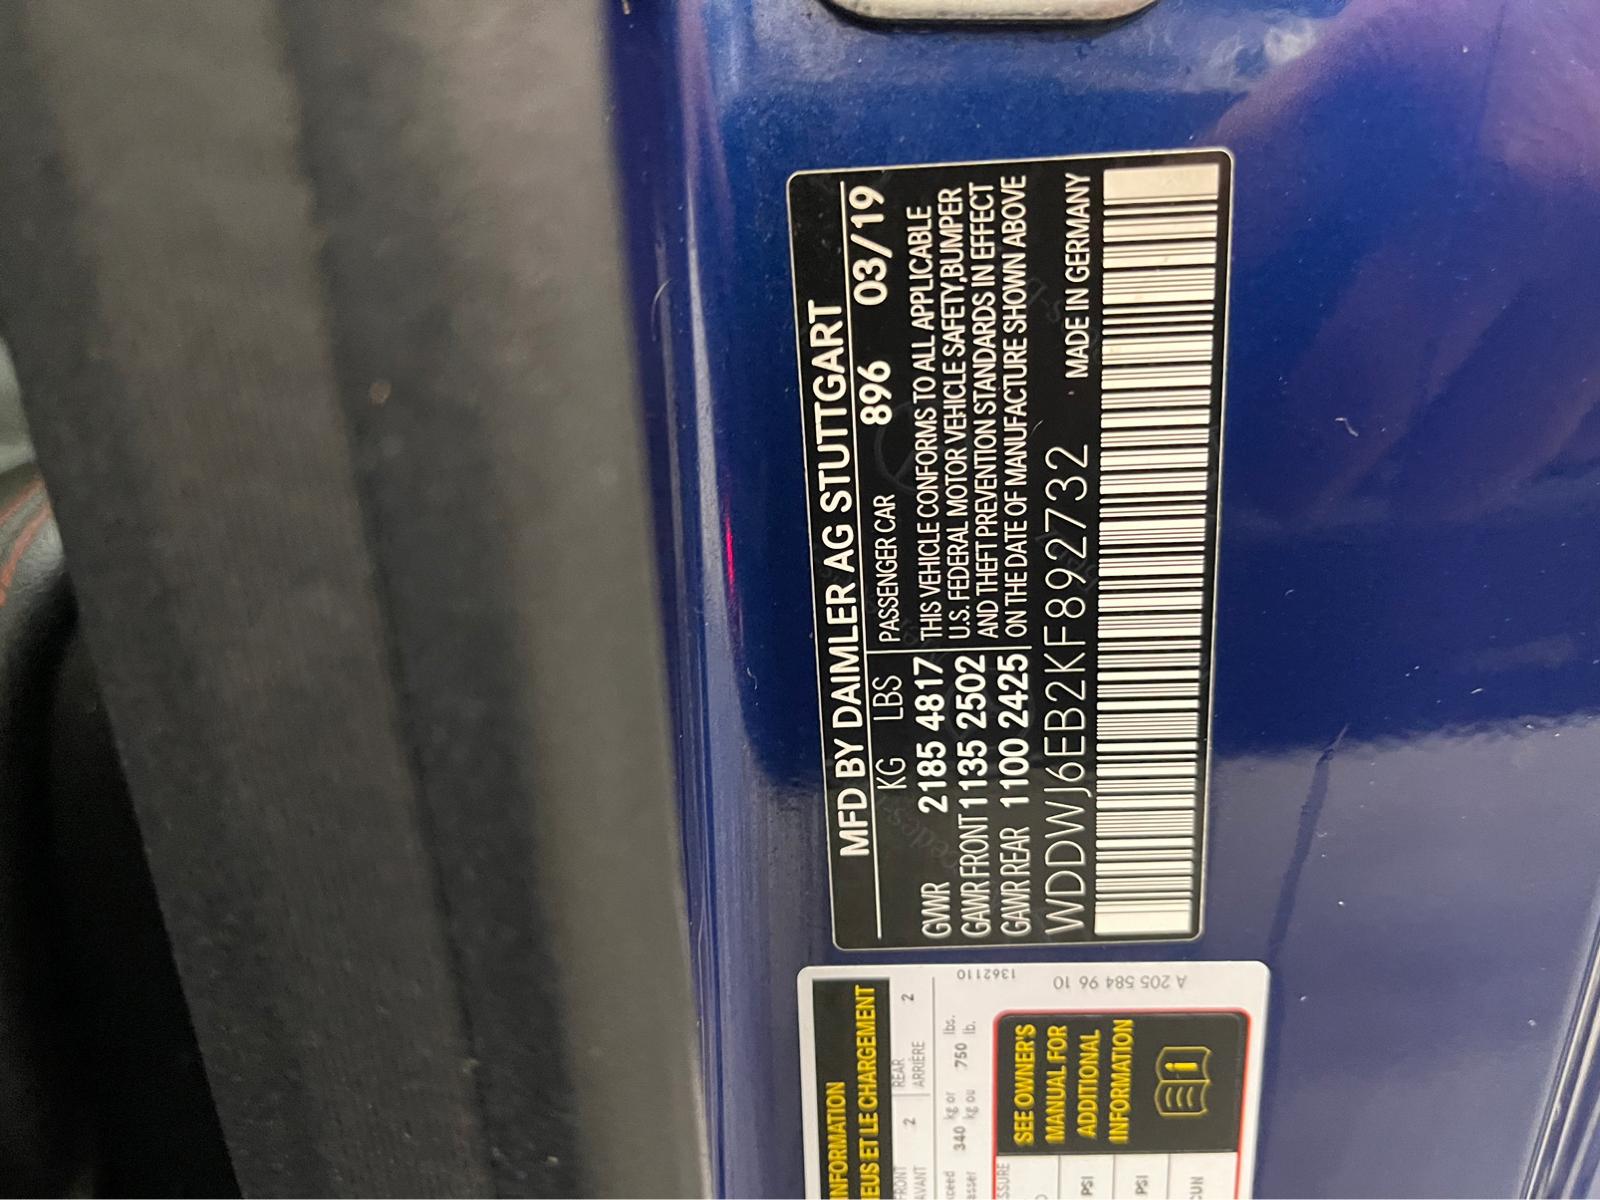 MFD BY DAIMLER AG STUTTGART
KG LBS PASSENGER CAR 896 03/19
GVWR 2185 4817 THIS VEHICLE CONFORMS TO ALL APPLICABLE
GAWR FRONT 1135 2502 U.S. FEDERAL MOTOR VEHICLE SAFETY,BUMPER
GAWR REAR 1100 2425 AND THEFT PREVENTION STANDARDS IN EFFECT
ON THE DATE OF MANUFACTURE SHOWN ABOVE
WDDWJ6EB2KF892732 MADE IN GERMANY
INFORMATION
ET LE CHARGEMENT
FRONT 2 REAR 2
AVANT ARRIÈRE
340 kg or 750 lbs.
kg ou lb.
1362110
A 205 584 96 10
SEE OWNER'S
MANUAL FOR
ADDITIONAL
INFORMATION
PSI
PSI